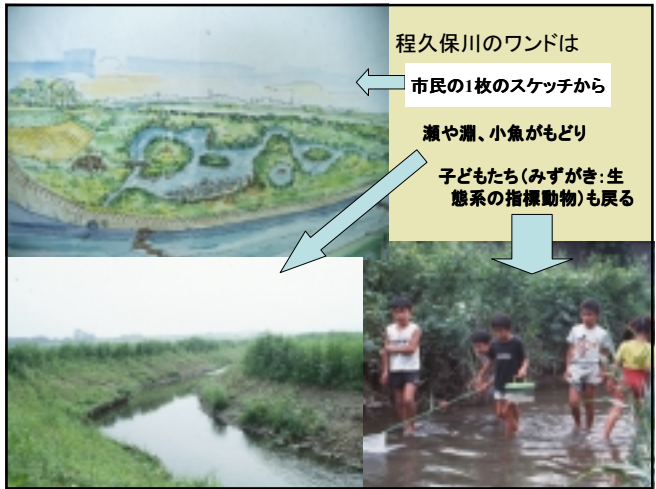 程久保川のワンドは
市民の1枚のスケッチから
瀬や淵、小魚がもどり
子どもたち(みずがき:生
態系の指標動物)も戻る